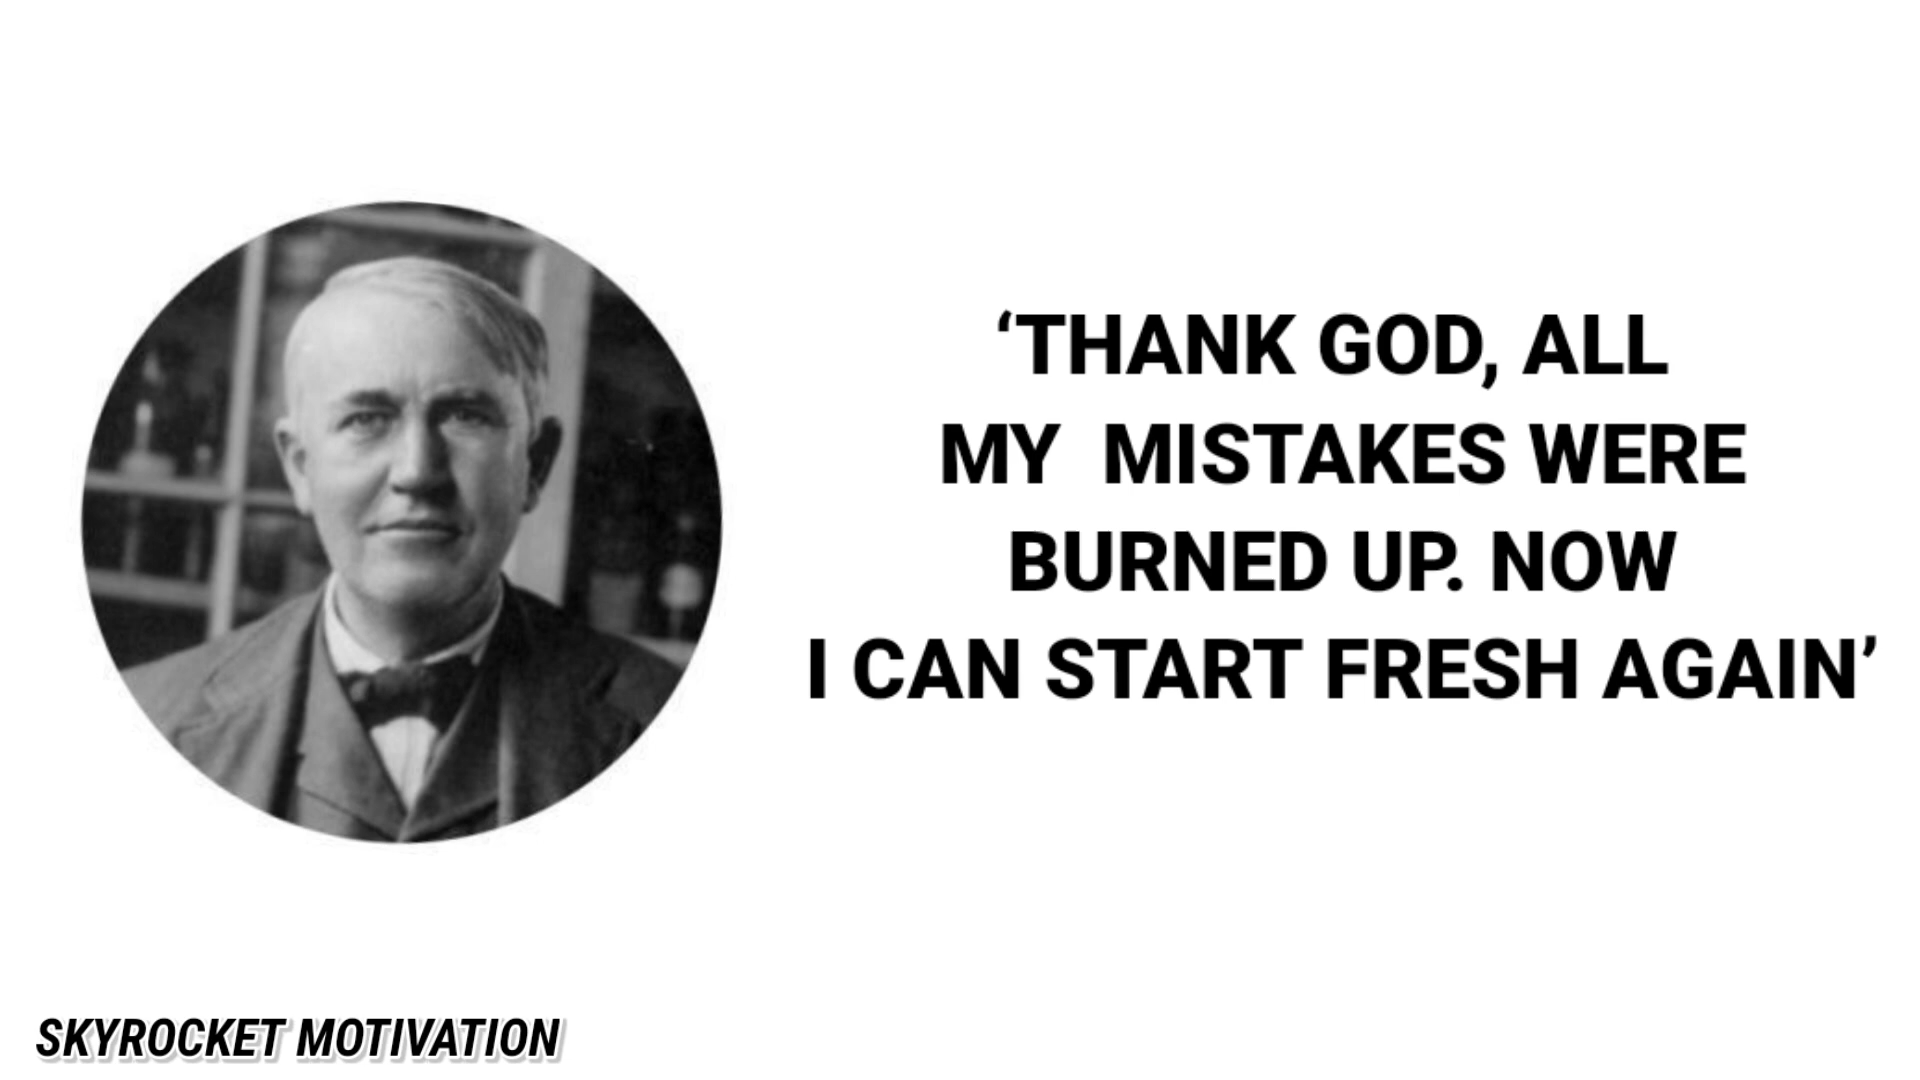 ‘THANK GOD, ALL
MY  MISTAKES WERE
BURNED UP. NOW
I CAN START FRESH AGAIN’
SKYROCKET MOTIVATION